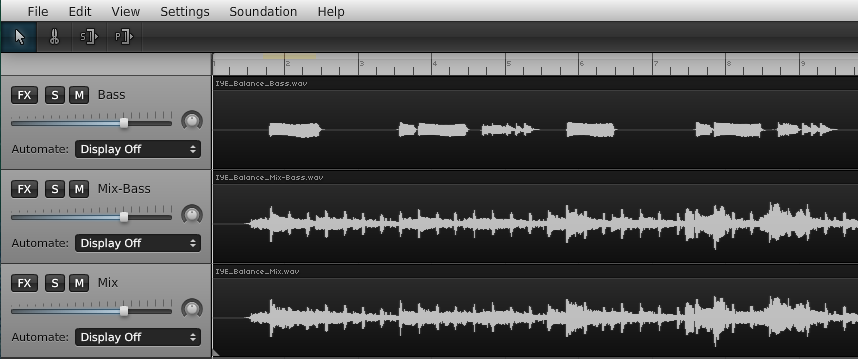 File Edit View Settings Soundation Help
S P
1 2 3 4 5 6 7 8 9
FX S M Bass
IYE_Balance_Bass.wav
Automate: Display Off
FX S M Mix-Bass
IYE_Balance_Mix-Bass.wav
Automate: Display Off
FX S M Mix
IYE_Balance_Mix.wav
Automate: Display Off